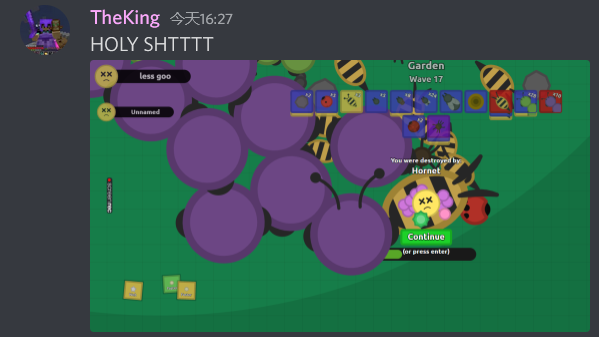 TheKing 今天16:27
HOLY SHTTTT
Garden
Wave 17
less goo
Unnamed
You were destroyed by
Hornet
Continue
(or press enter)